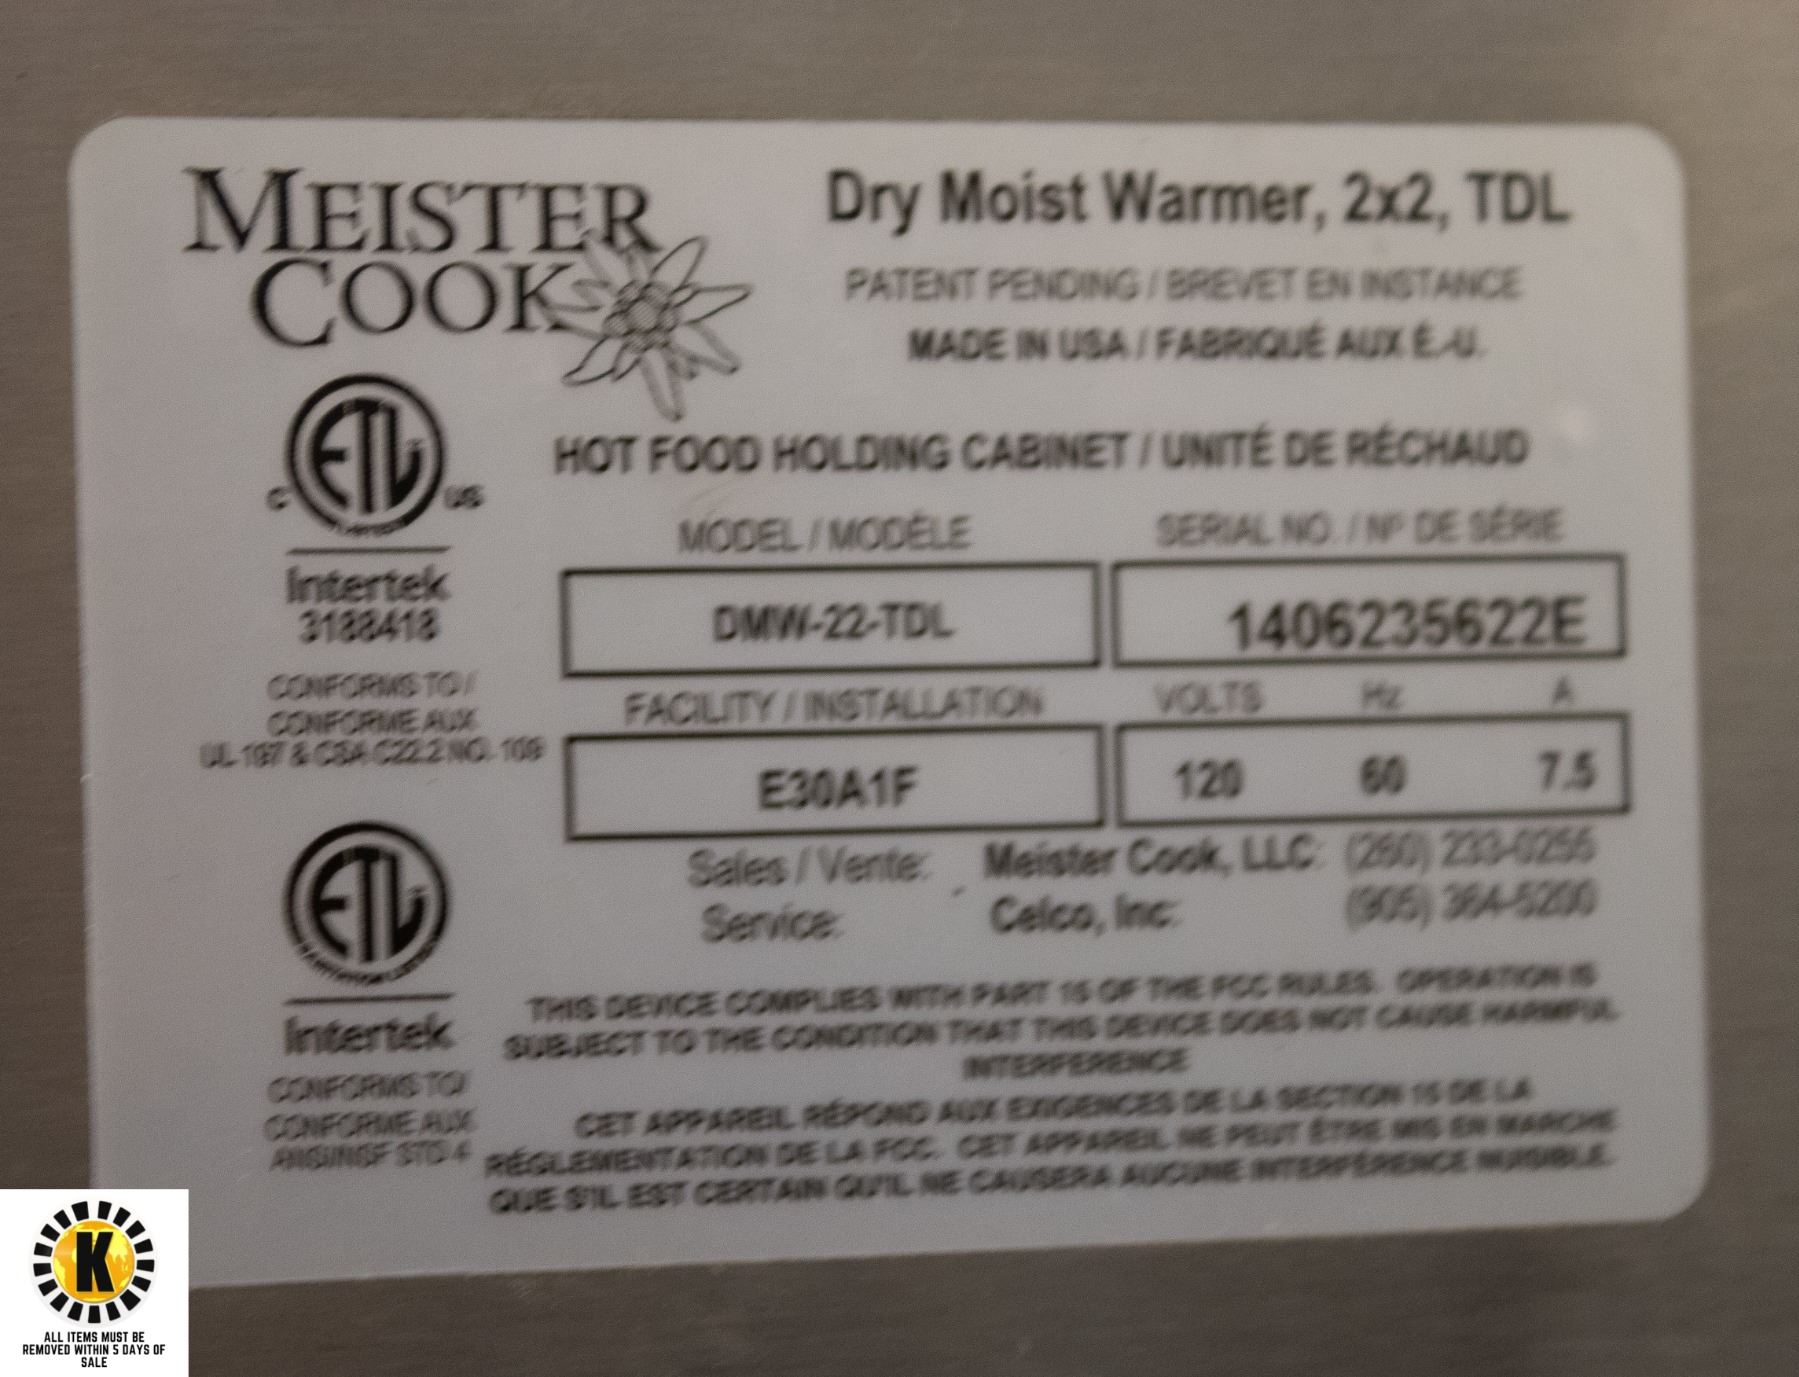 MEISTER
COOK
Dry Moist Warmer, 2x2, TDL
PATENT PENDING / BREVET EN INSTANCE
MADE IN USA / FABRIQUÉ AUX É.-U.
HOT FOOD HOLDING CABINET / UNITÉ DE RÉCHAUD
C ETL US
LISTED
Intertek
3188418
CONFORMS TO /
CONFORME AUX
UL 197 & CSA C22.2 NO. 109
MODEL / MODÈLE
DMW-22-TDL
SERIAL NO. / Nº DE SÉRIE
1406235622E
FACILITY / INSTALLATION
E30A1F
VOLTS Hz A
120 60 7.5
Sales / Vente: Meister Cook, LLC: (260) 233-0255
Service: Celco, Inc: (905) 364-5200
ETL
SANITATION LISTED
Intertek
CONFORMS TO/
CONFORME AUX
ANSI/NSF STD 4
THIS DEVICE COMPLIES WITH PART 15 OF THE FCC RULES. OPERATION IS
SUBJECT TO THE CONDITION THAT THIS DEVICE DOES NOT CAUSE HARMFUL
INTERFERENCE
CET APPAREIL RÉPOND AUX EXIGENCES DE LA SECTION 15 DE LA
RÉGLEMENTATION DE LA FCC. CET APPAREIL NE PEUT ÊTRE MIS EN MARCHE
QUE S'IL EST CERTAIN QU'IL NE CAUSERA AUCUNE INTERFÉRENCE NUISIBLE.
K
ALL ITEMS MUST BE
REMOVED WITHIN 5 DAYS OF
SALE